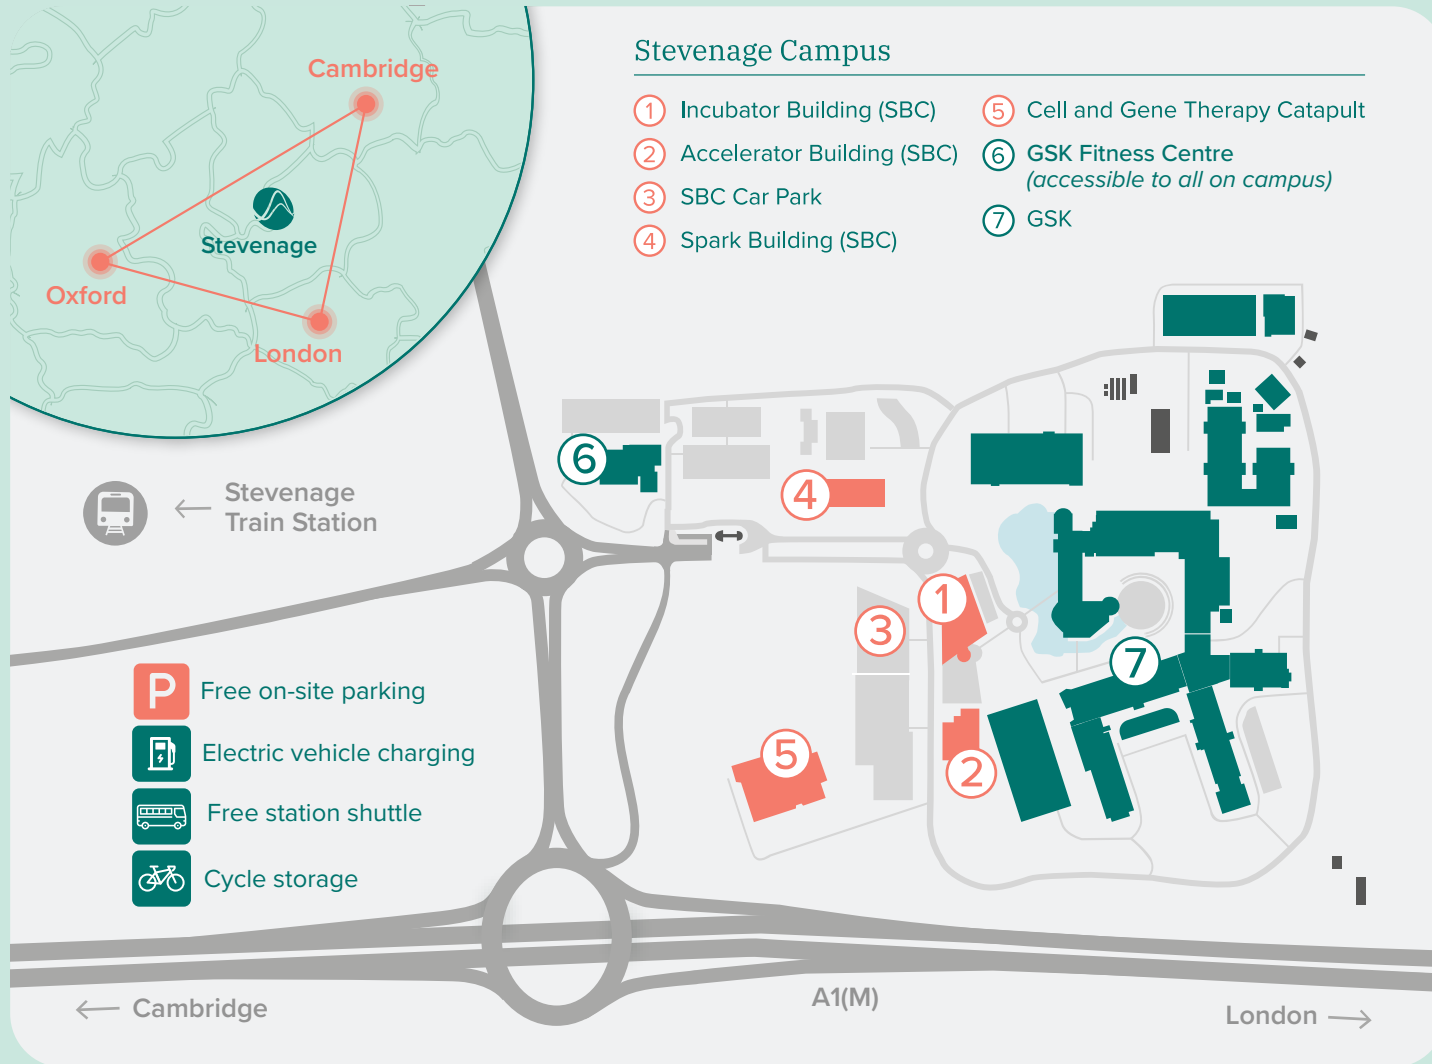 Cambridge
Stevenage
Oxford
London
Stevenage Campus
1 Incubator Building (SBC)
2 Accelerator Building (SBC)
3 SBC Car Park
4 Spark Building (SBC)
5 Cell and Gene Therapy Catapult
6 GSK Fitness Centre
(accessible to all on campus)
7 GSK
6
4
Stevenage
Train Station
1
3
7
5
2
P Free on-site parking
Electric vehicle charging
Free station shuttle
Cycle storage
Cambridge
A1(M)
London